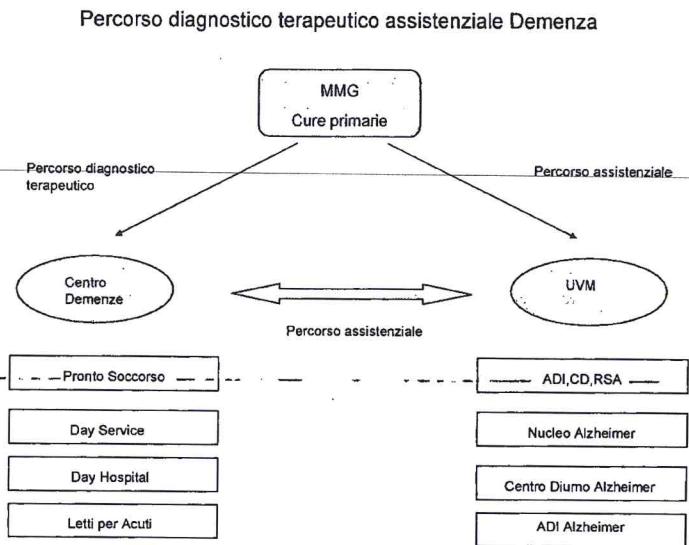 Percorso diagnostico terapeutico assistenziale Demenza
MMG
Cure primarie
Percorso diagnostico
terapeutico
Percorso assistenziale
Centro
Demenze
UVM
Percorso assistenziale
Pronto Soccorso
ADI,CD,RSA
Day Service
Nucleo Alzheimer
Day Hospital
Centro Diurno Alzheimer
Letti per Acuti
ADI Alzheimer